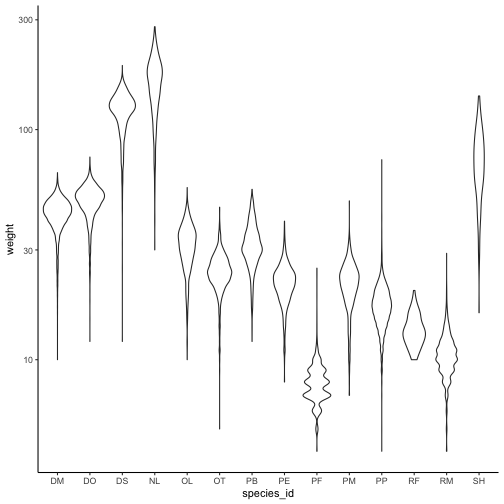 300
100
30
10
weight
DM DO DS NL OL OT PB PE PF PM PP RF RM SH
species_id